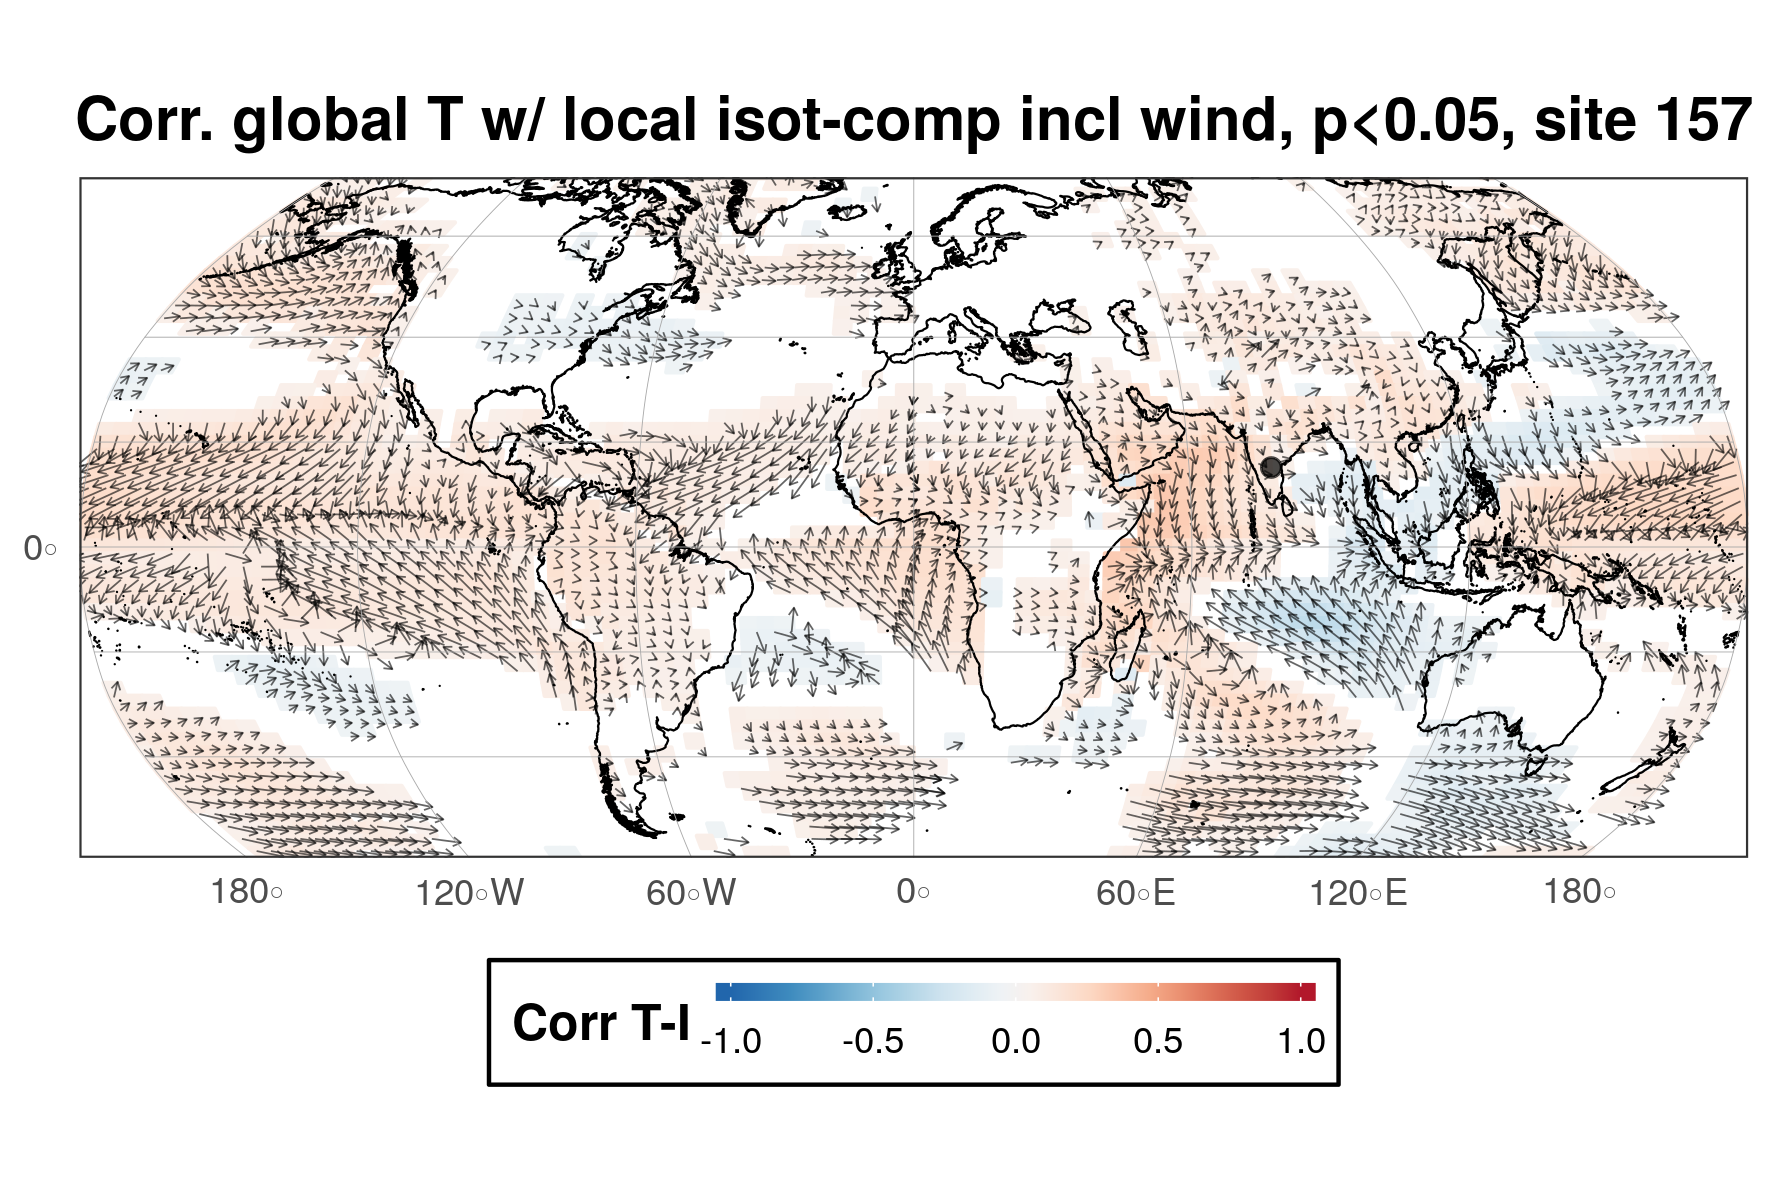 Corr. global T w/ local isot-comp incl wind, p<0.05, site 157
0°
180° 120°W 60°W 0° 60°E 120°E 180°
Corr T-I
-1.0 -0.5 0.0 0.5 1.0